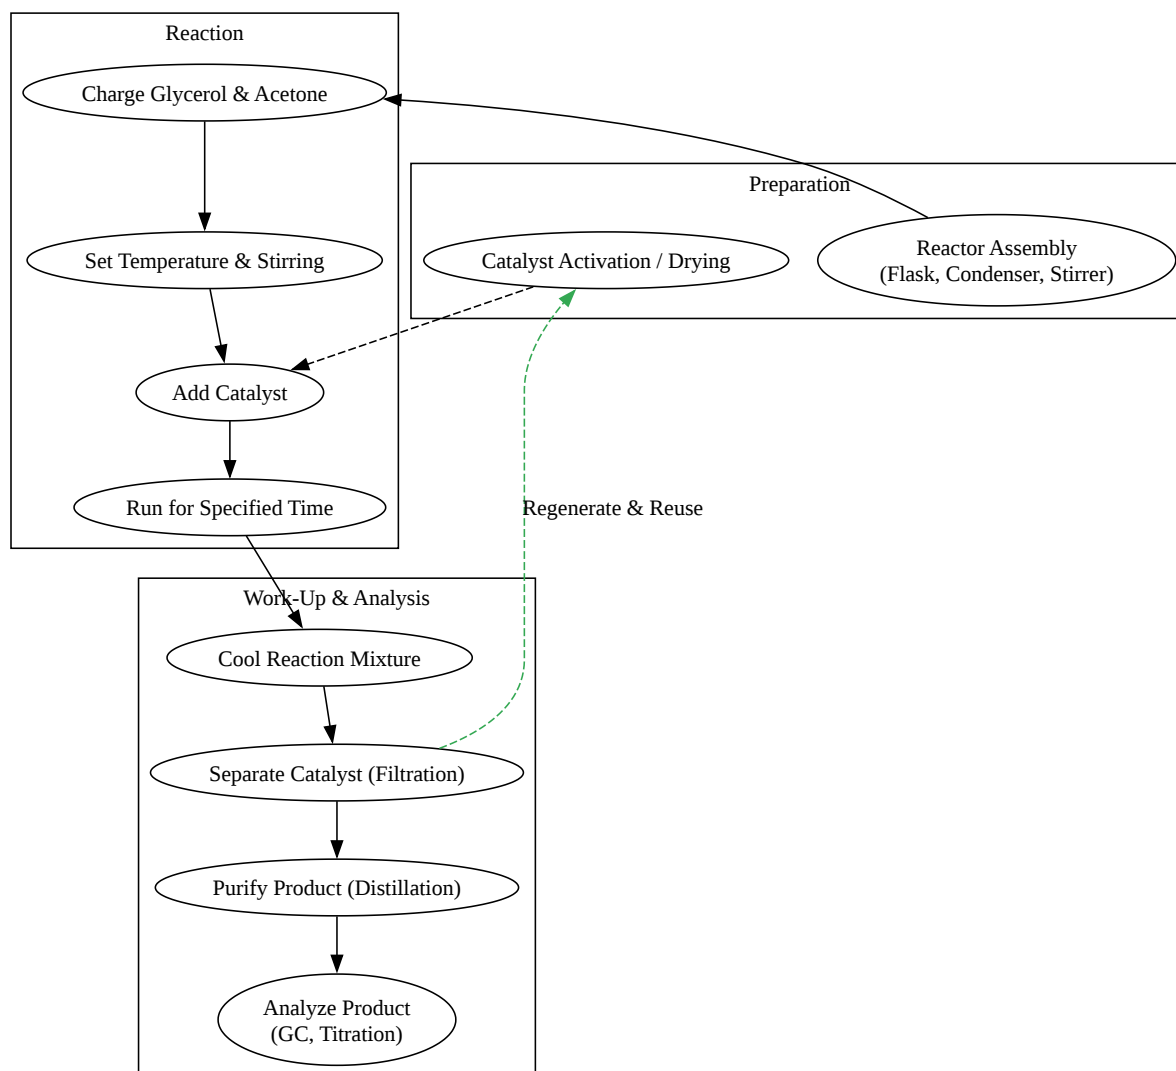 Reaction
Charge Glycerol & Acetone
Preparation
Reactor Assembly
(Flask, Condenser, Stirrer)
Catalyst Activation / Drying
Set Temperature & Stirring
Add Catalyst
Run for Specified Time
Regenerate & Reuse
Work-Up & Analysis
Cool Reaction Mixture
Separate Catalyst (Filtration)
Purify Product (Distillation)
Analyze Product
(GC, Titration)